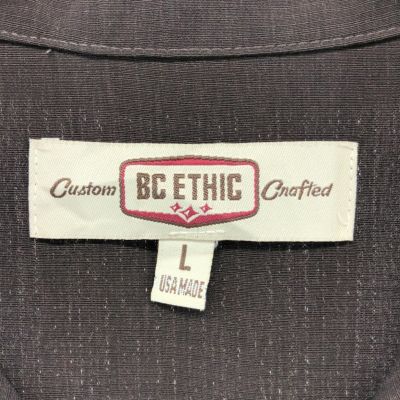 Custom BC ETHIC Crafted
L
USA MADE